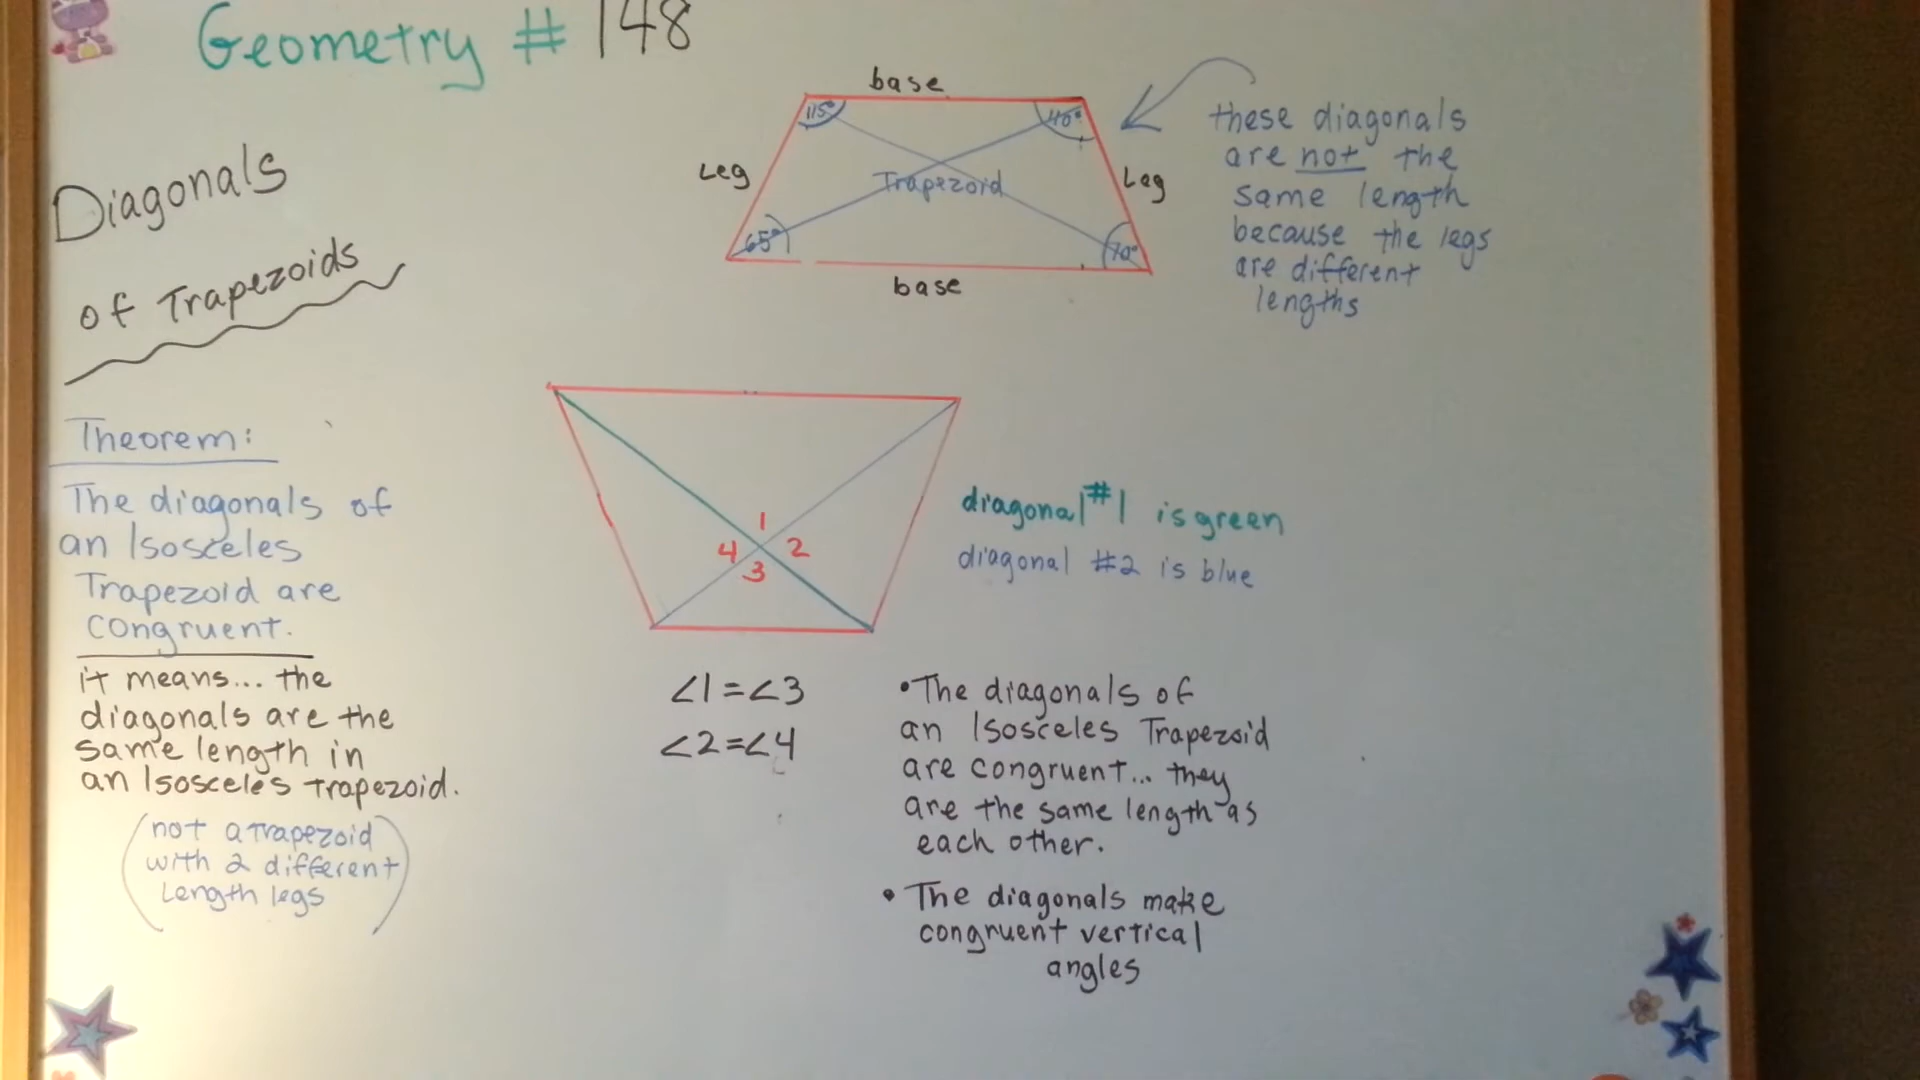 Geometry # 148
Diagonals
of Trapezoids
Theorem:
The diagonals of
an Isosceles
Trapezoid are
congruent.
it means... the
diagonals are the
same length in
an Isosceles trapezoid.
(not a trapezoid
with 2 different
Length legs)
base
115°
110°
Leg
Trapezoid
Leg
65°
70°
base
these diagonals
are not the
same length
because the legs
are different
lengths
1
4 2
3
diagonal #1 is green
diagonal #2 is blue
∠1=∠3
∠2=∠4
• The diagonals of
an Isosceles Trapezoid
are congruent... they
are the same length as
each other.
• The diagonals make
congruent vertical
angles